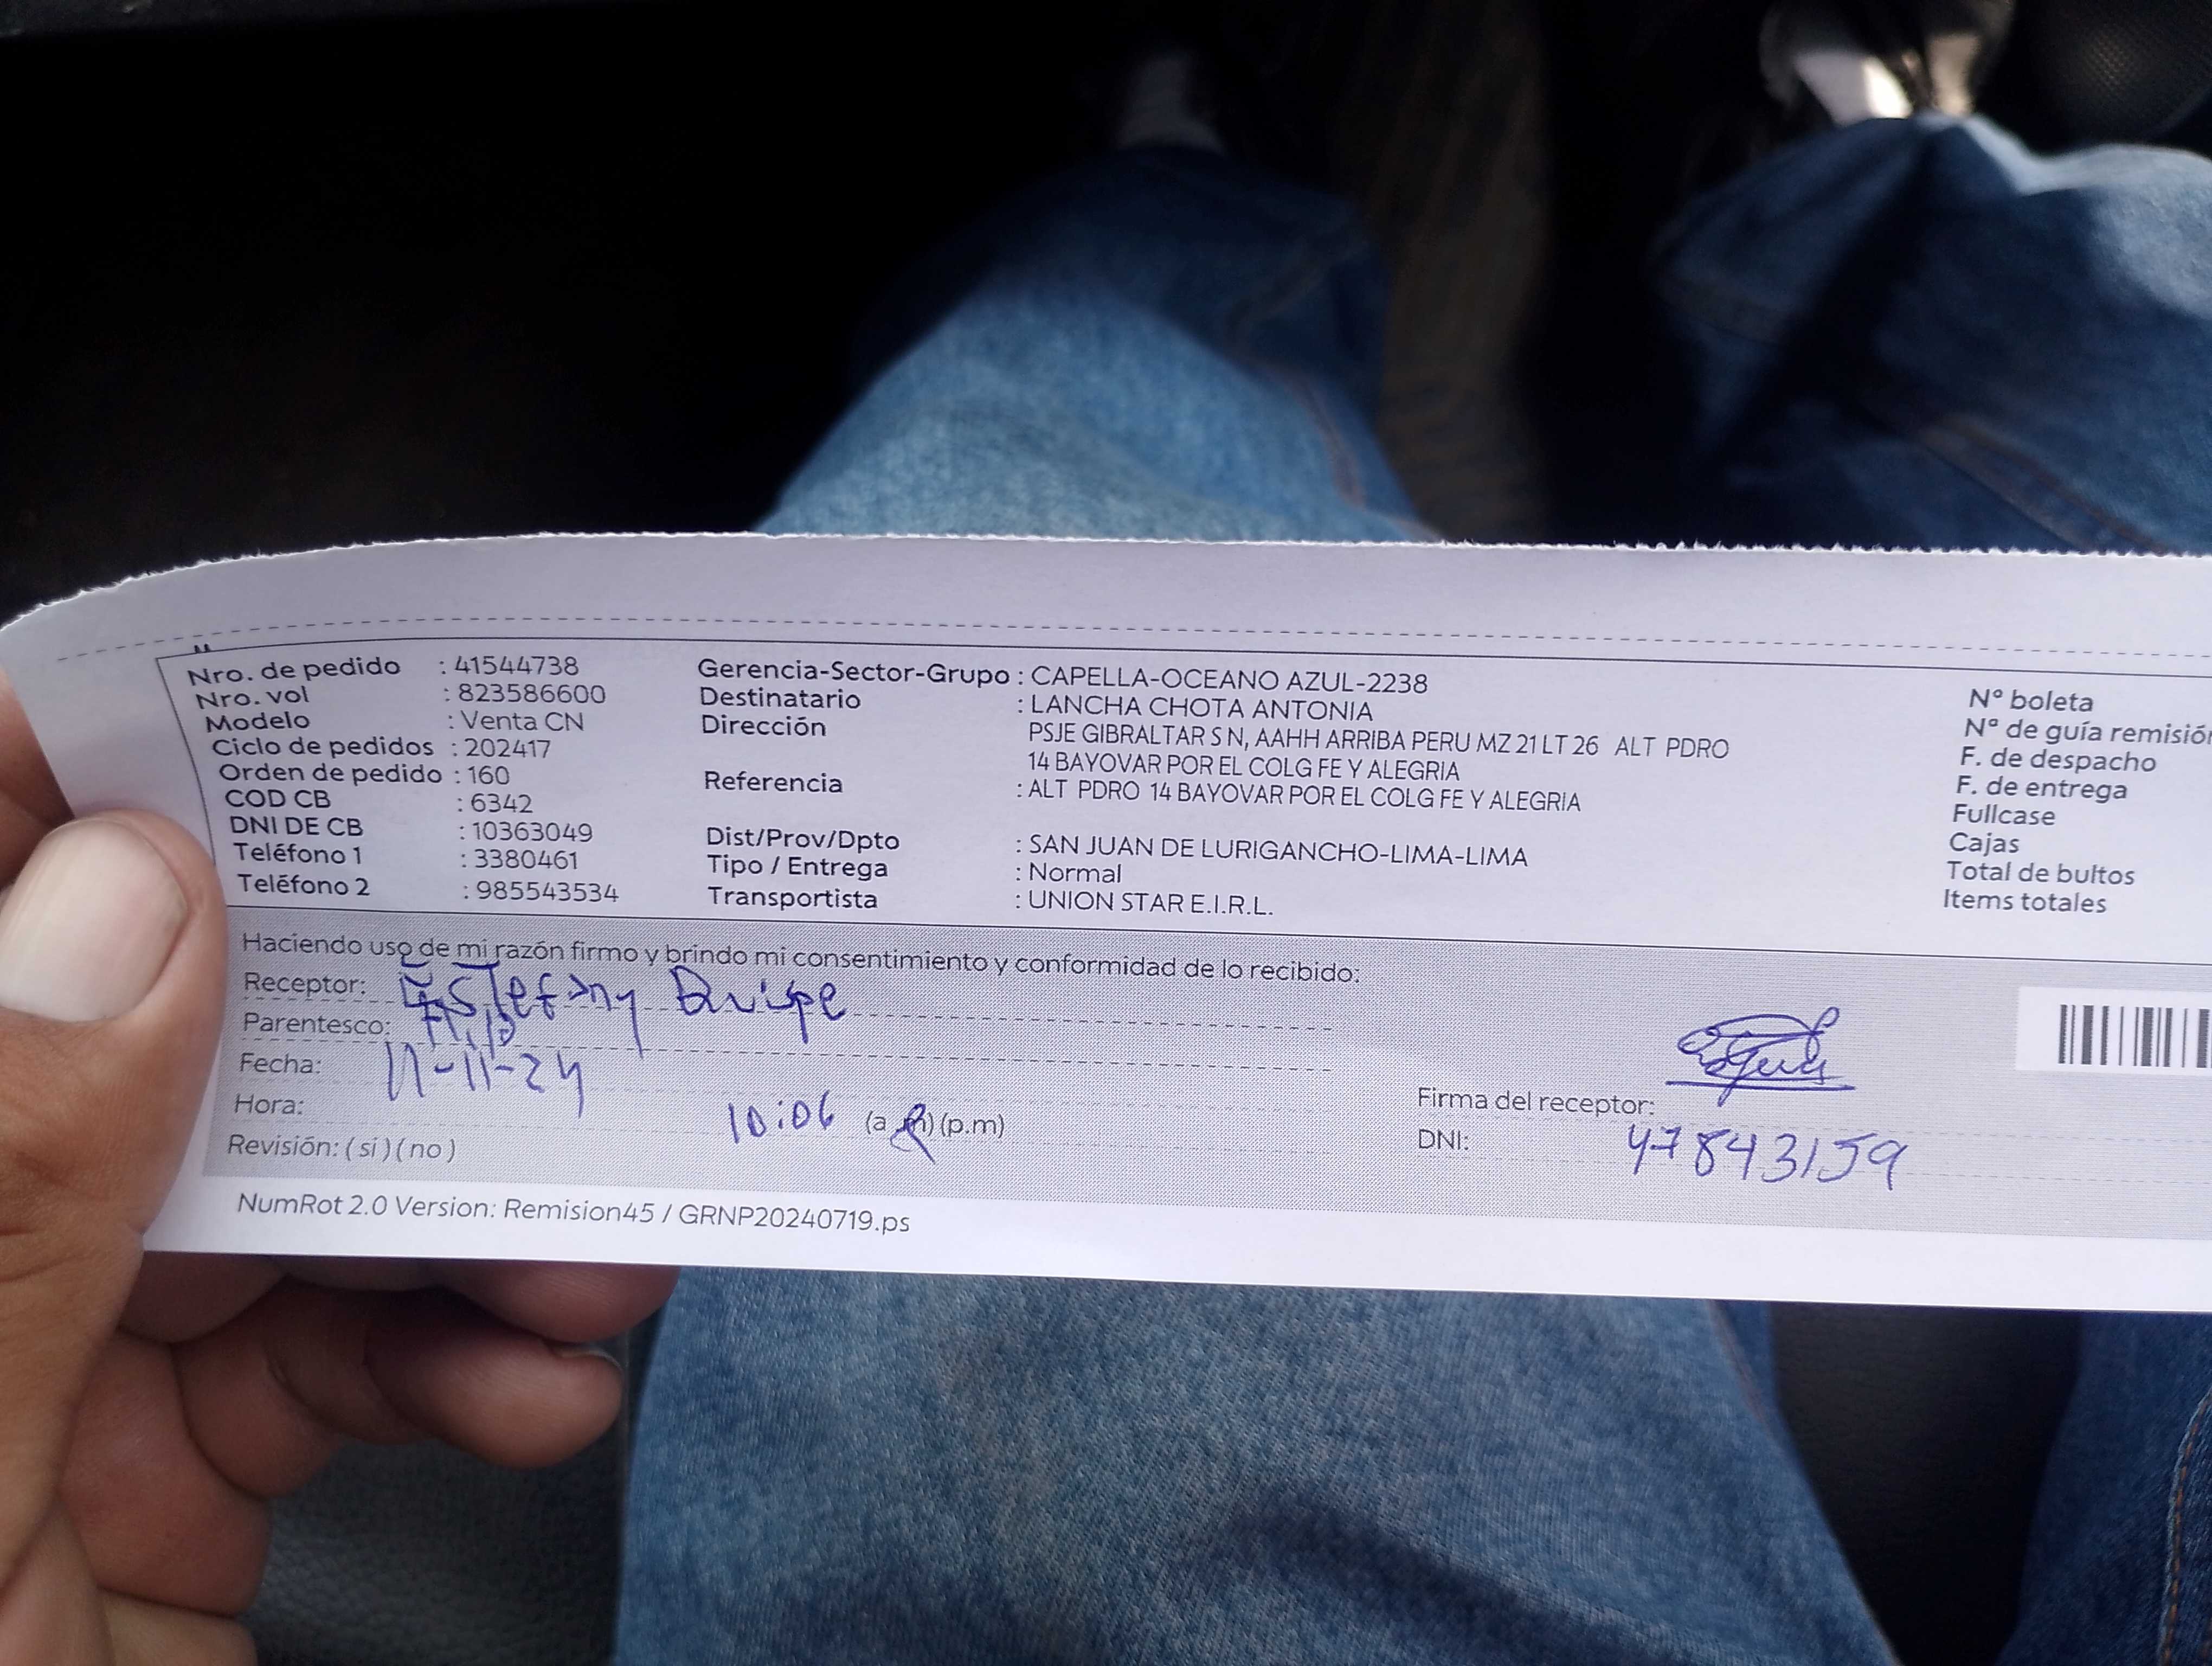 Nro. de pedido : 41544738
Nro. vol : 823586600
Modelo : Venta CN
Ciclo de pedidos : 202417
Orden de pedido : 160
COD CB : 6342
DNI DE CB : 10363049
Teléfono 1 : 3380461
Teléfono 2 : 985543534
Gerencia-Sector-Grupo : CAPELLA-OCEANO AZUL-2238
Destinatario : LANCHA CHOTA ANTONIA
Dirección PSJE GIBRALTAR S N, AAHH ARRIBA PERU MZ 21 LT 26 ALT PDRO
14 BAYOVAR POR EL COLG FE Y ALEGRIA
Referencia : ALT PDRO 14 BAYOVAR POR EL COLG FE Y ALEGRIA
Dist/Prov/Dpto : SAN JUAN DE LURIGANCHO-LIMA-LIMA
Tipo / Entrega : Normal
Transportista : UNION STAR E.I.R.L.
N° boleta
N° de guía remisión
F. de despacho
F. de entrega
Fullcase
Cajas
Total de bultos
Items totales
Haciendo uso de mi razón firmo y brindo mi consentimiento y conformidad de lo recibido:
Receptor: Estefany Quispe
Parentesco:
Fecha: 11-11-24
Hora: 10:06 (a m) (p.m)
Revisión: ( si ) ( no )
Firma del receptor:
DNI: 47843159
NumRot 2.0 Version: Remision45 / GRNP20240719.ps